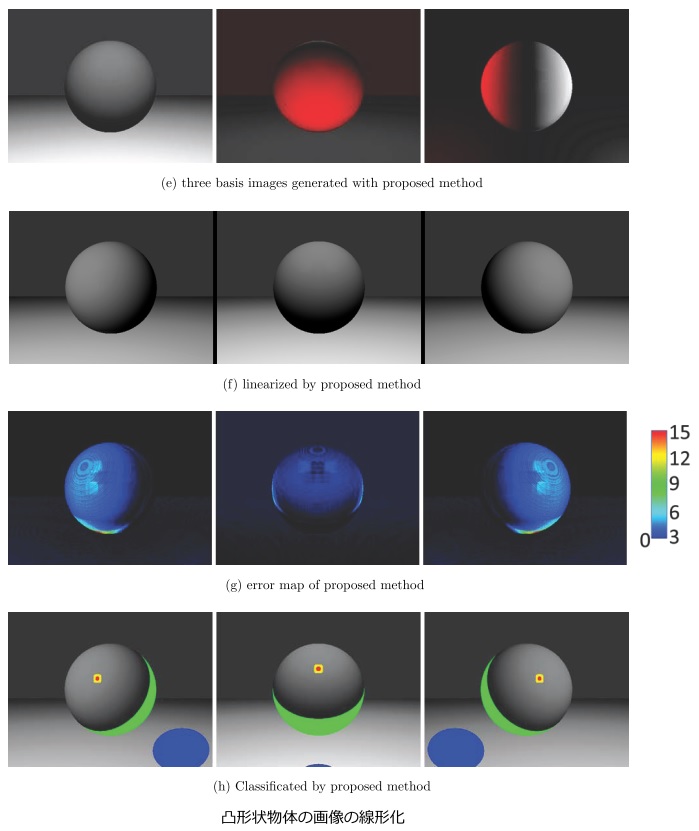 (e) three basis images generated with proposed method
(f) linearized by proposed method
15
12
9
6
3
0
(g) error map of proposed method
(h) Classificated by proposed method
凸形状物体の画像の線形化